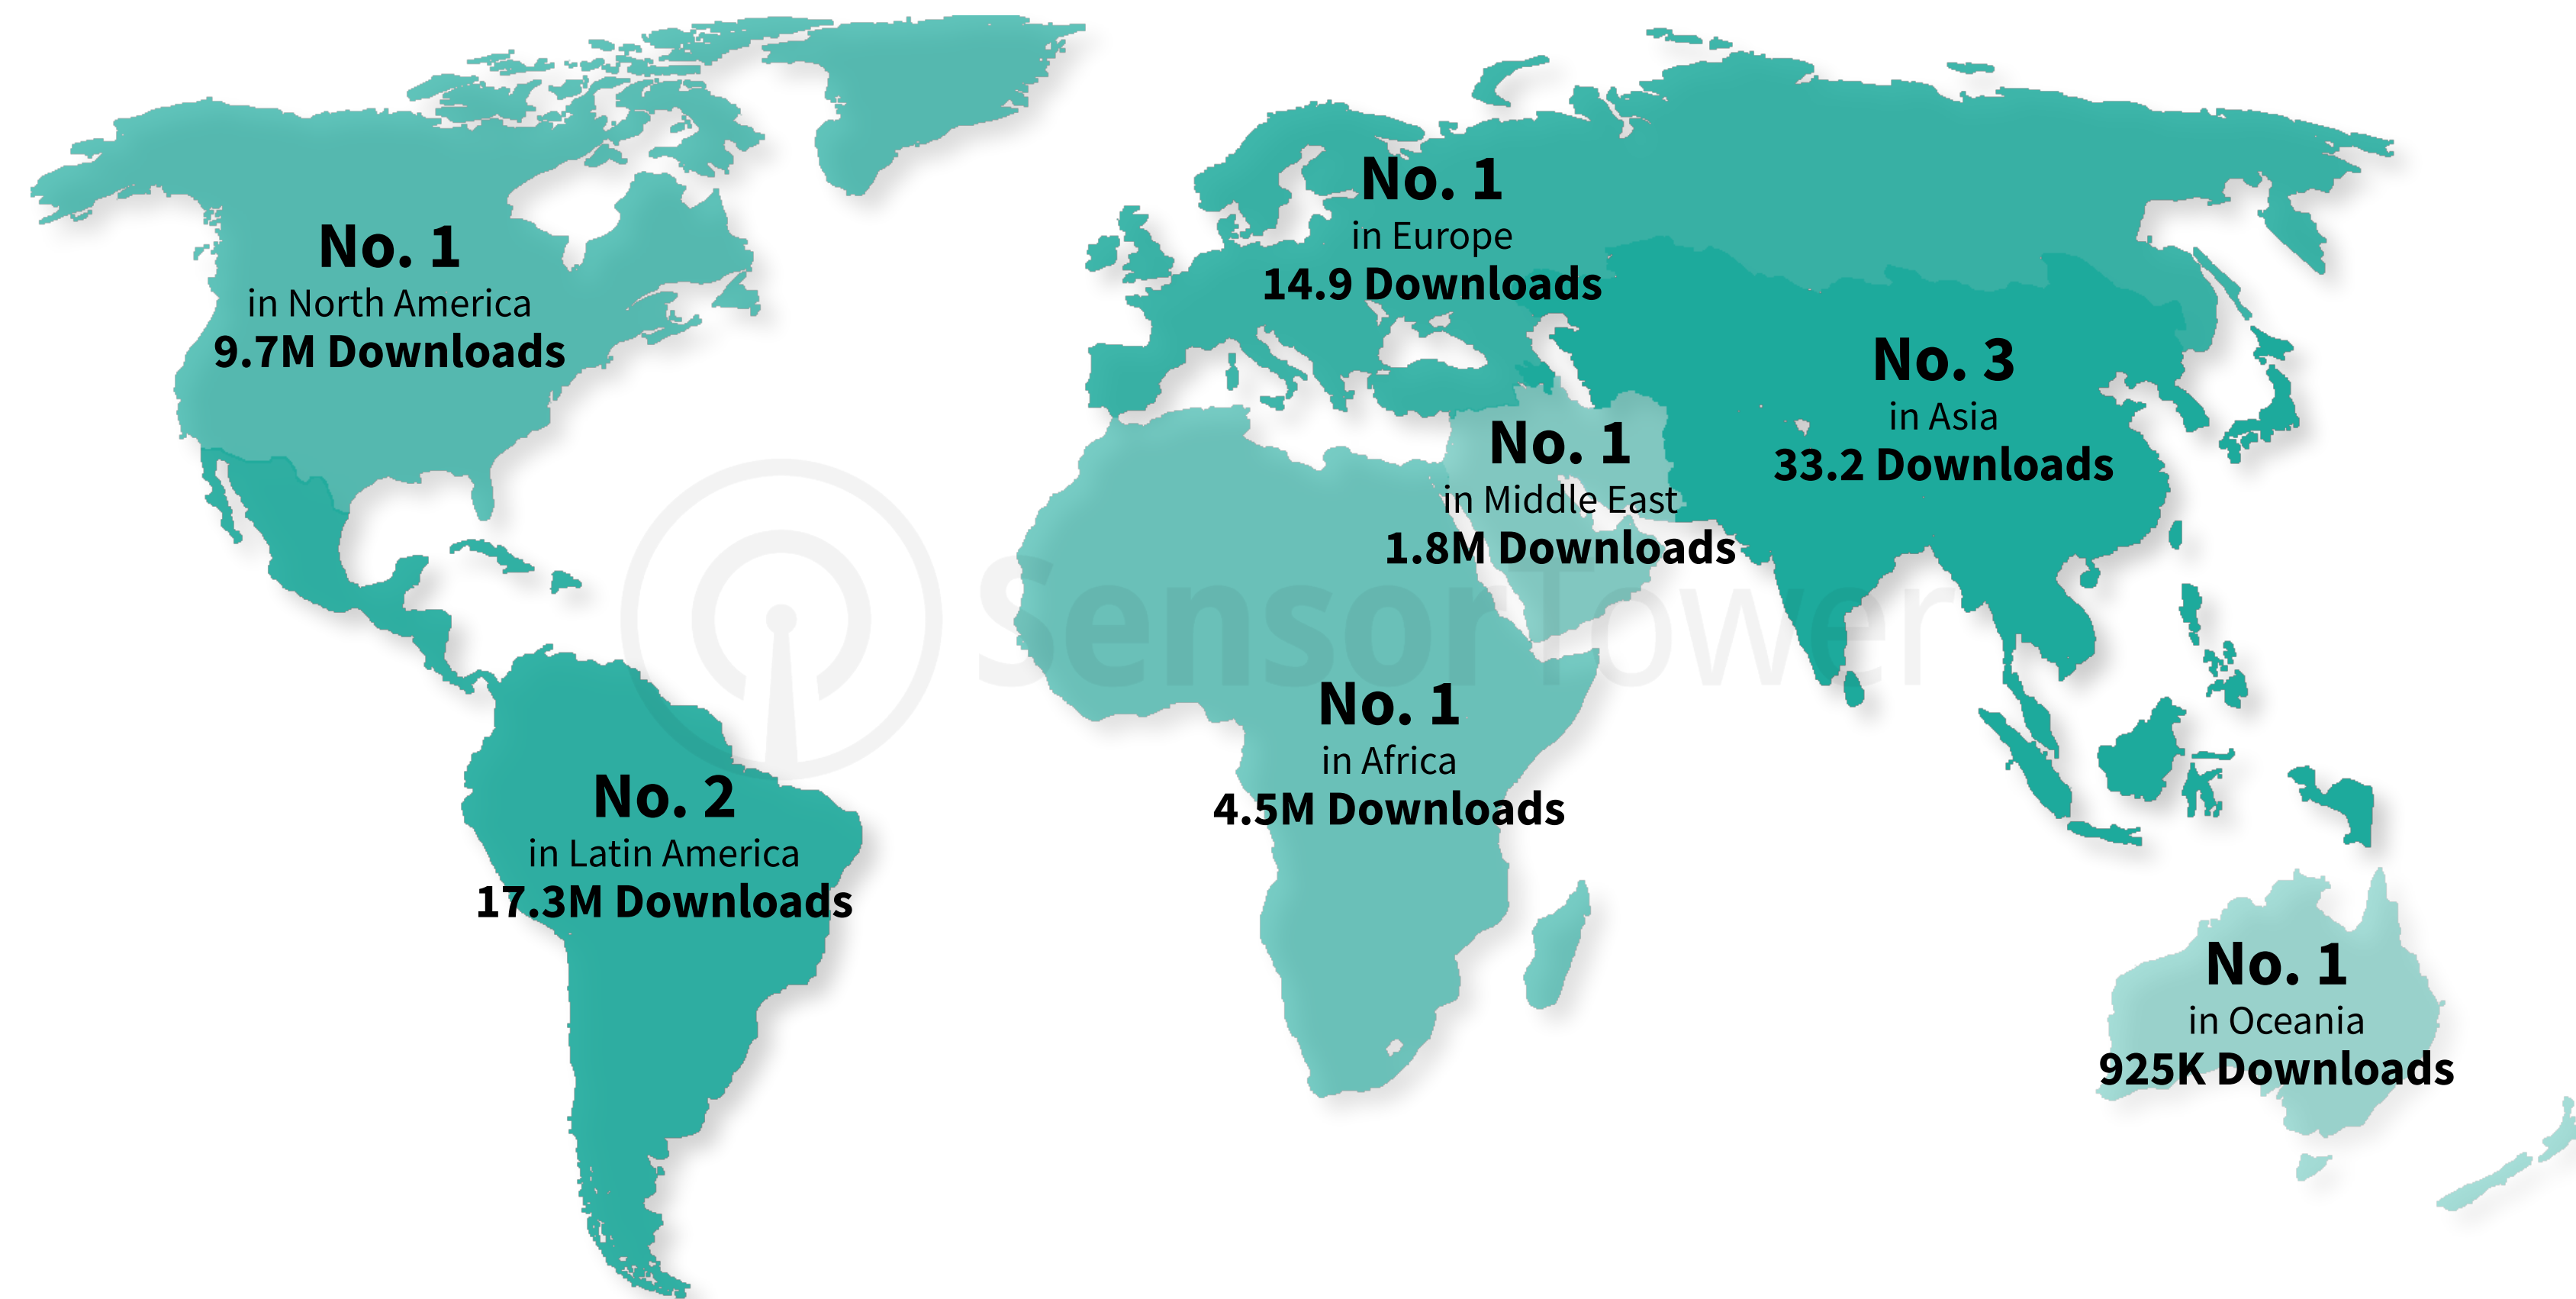 No. 1
in North America
9.7M Downloads
No. 1
in Europe
14.9 Downloads
No. 3
in Asia
33.2 Downloads
No. 1
in Middle East
1.8M Downloads
SensorTower
No. 1
in Africa
4.5M Downloads
No. 2
in Latin America
17.3M Downloads
No. 1
in Oceania
925K Downloads